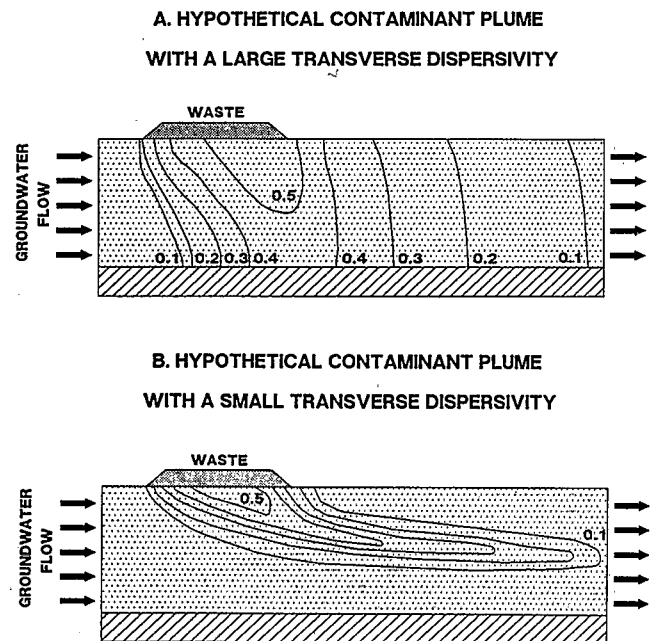 A. HYPOTHETICAL CONTAMINANT PLUME
WITH A LARGE TRANSVERSE DISPERSIVITY
WASTE
GROUNDWATER
FLOW
0.5
0.1 0.2 0.3 0.4 0.4 0.3 0.2 0.1
B. HYPOTHETICAL CONTAMINANT PLUME
WITH A SMALL TRANSVERSE DISPERSIVITY
WASTE
GROUNDWATER
FLOW
0.5
0.1